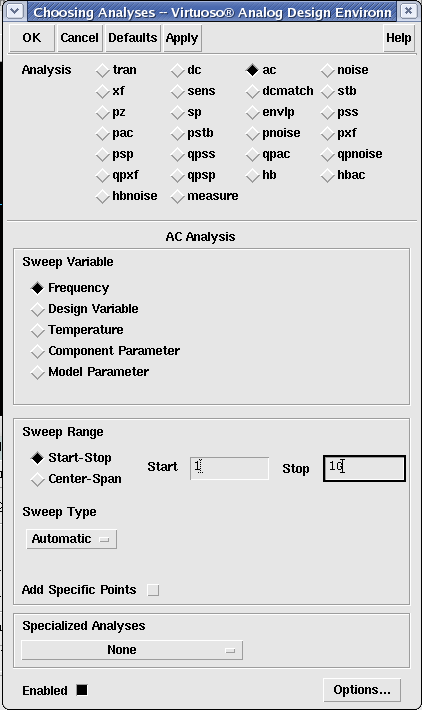 Choosing Analyses -- Virtuoso® Analog Design Environm
OK Cancel Defaults Apply Help
Analysis tran dc ac noise
xf sens dcmatch stb
pz sp envlp pss
pac pstb pnoise pxf
psp qpss qpac qpnoise
qpxf qpsp hb hbac
hbnoise measure
AC Analysis
Sweep Variable
Frequency
Design Variable
Temperature
Component Parameter
Model Parameter
Sweep Range
Start-Stop Start 1 Stop
Center-Span
Sweep Type
Automatic
Add Specific Points
Specialized Analyses
None
Enabled Options...